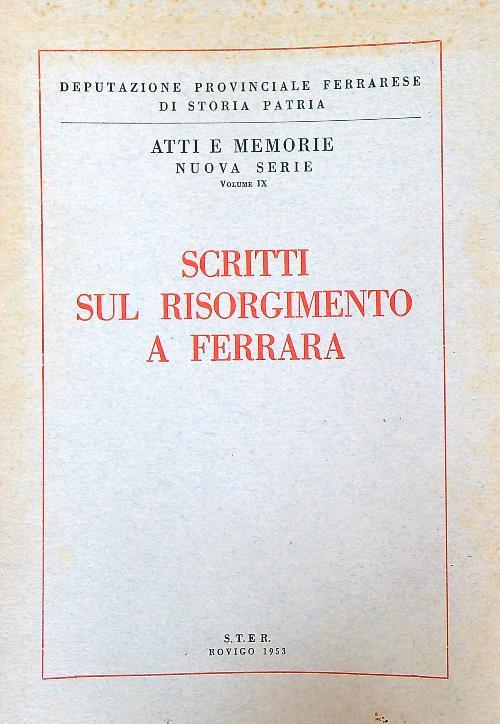 DEPUTAZIONE PROVINCIALE FERRARESE
DI STORIA PATRIA
ATTI E MEMORIE
NUOVA SERIE
VOLUME IX
SCRITTI
SUL RISORGIMENTO
A FERRARA
S.T.E R.
ROVIGO 1953